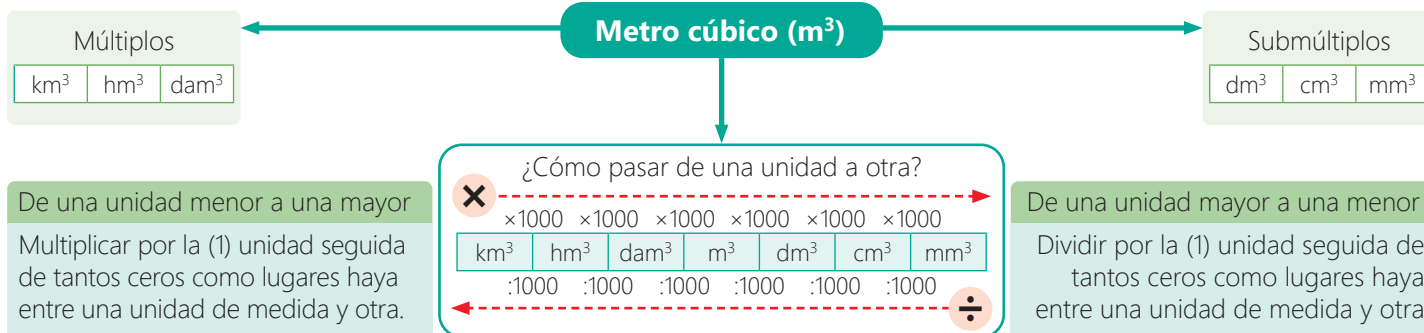 Metro cúbico (m³)
Múltiplos
km³ hm³ dam³
Submúltiplos
dm³ cm³ mm³
¿Cómo pasar de una unidad a otra?
×
×1000 ×1000 ×1000 ×1000 ×1000 ×1000
km³ hm³ dam³ m³ dm³ cm³ mm³
:1000 :1000 :1000 :1000 :1000 :1000
÷
De una unidad menor a una mayor
Multiplicar por la (1) unidad seguida
de tantos ceros como lugares haya
entre una unidad de medida y otra.
De una unidad mayor a una menor
Dividir por la (1) unidad seguida de
tantos ceros como lugares haya
entre una unidad de medida y otra